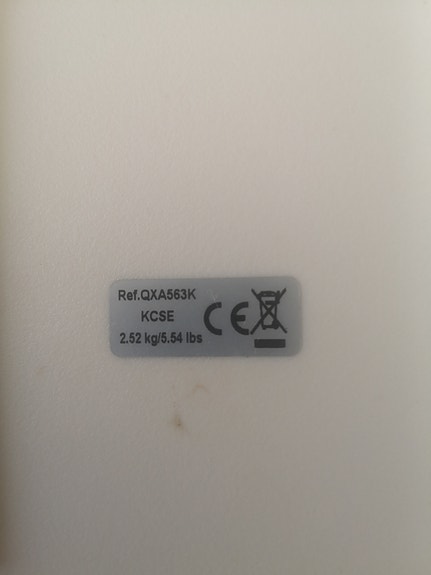 Ref.QXA563K
KCSE
2.52 kg/5.54 lbs
CE